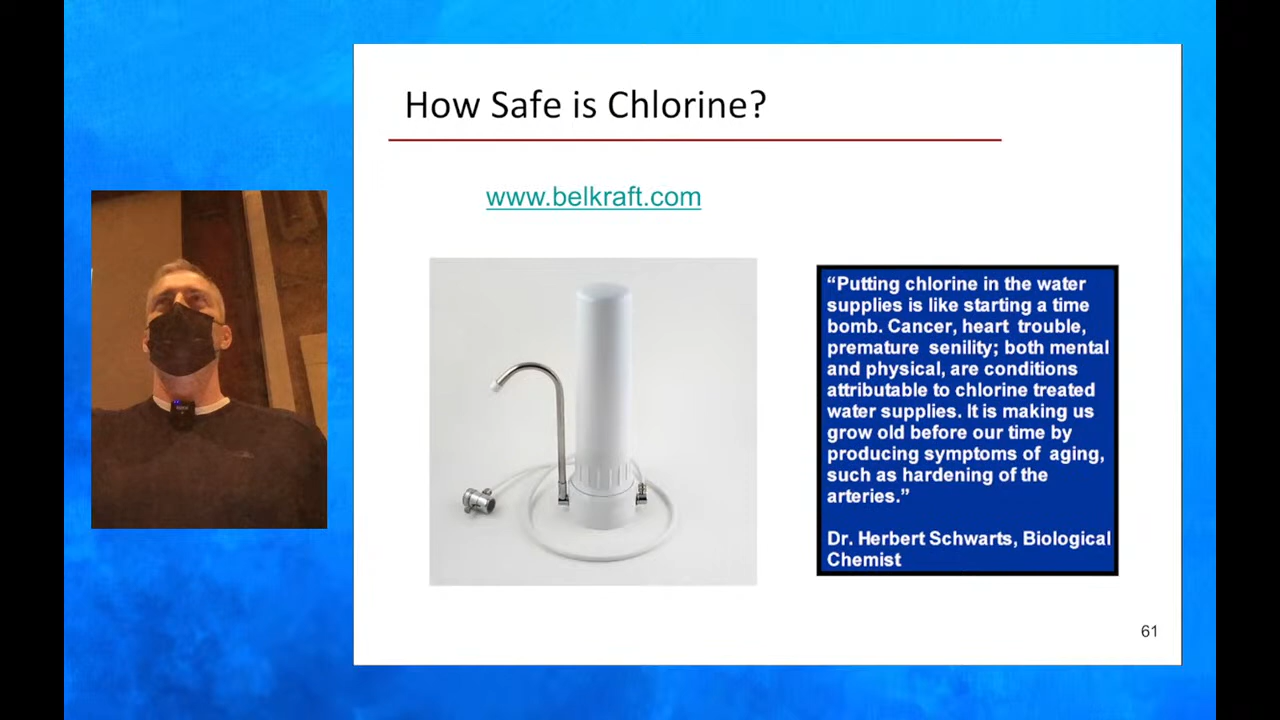 How Safe is Chlorine?
www.belkraft.com
“Putting chlorine in the water
supplies is like starting a time
bomb. Cancer, heart trouble,
premature senility; both mental
and physical, are conditions
attributable to chlorine treated
water supplies. It is making us
grow old before our time by
producing symptoms of aging,
such as hardening of the
arteries.”
Dr. Herbert Schwarts, Biological
Chemist
61